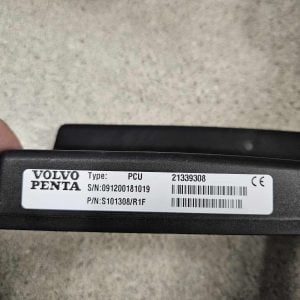 VOLVO
PENTA
Type: PCU 21339308
S/N:091200181019
P/N:S101308/R1F
CE